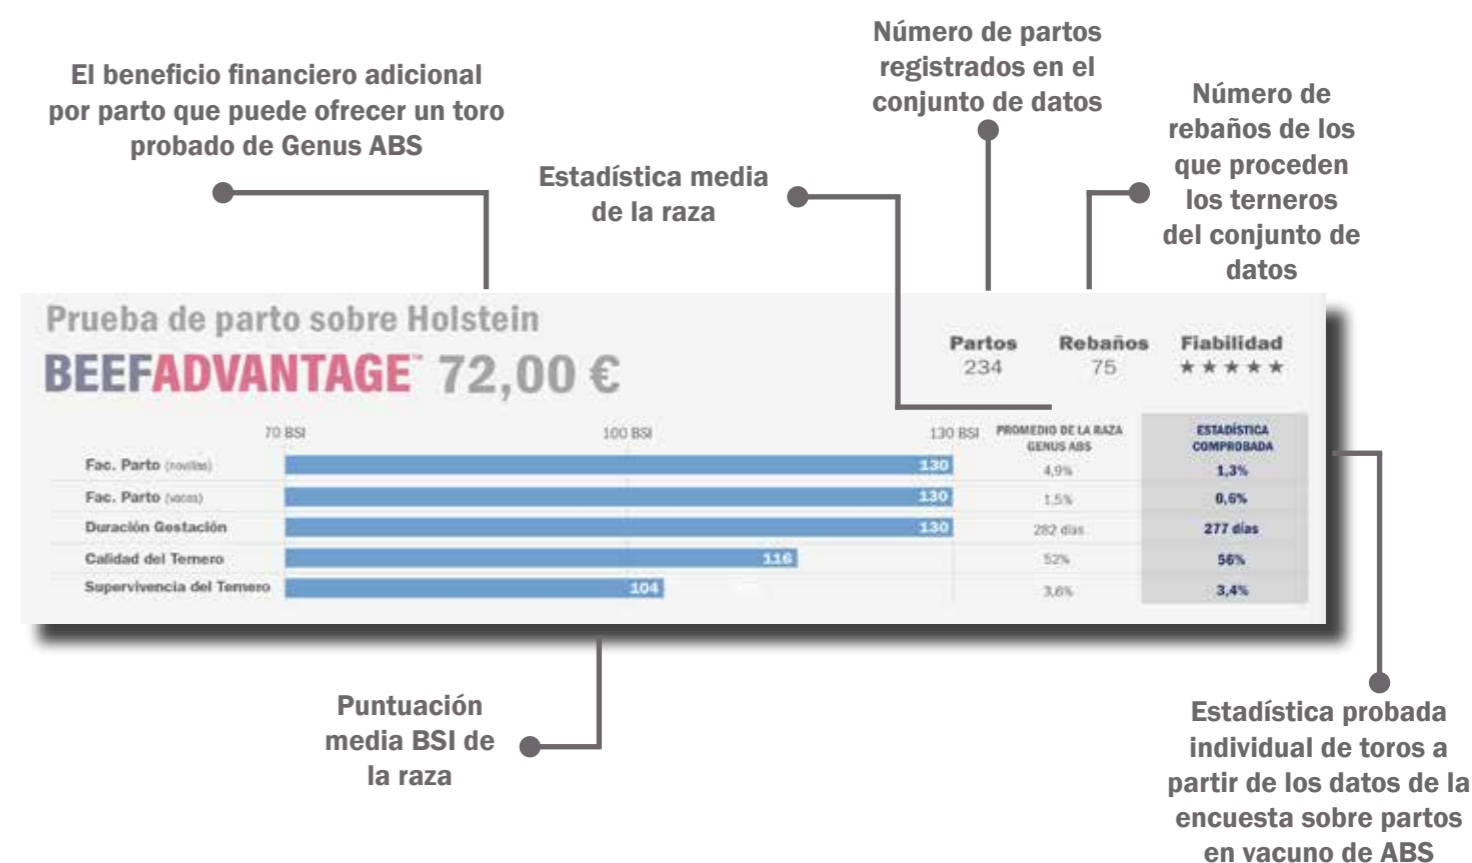 Número de partos
registrados en el
conjunto de datos
El beneficio financiero adicional
por parto que puede ofrecer un toro
probado de Genus ABS
Número de
rebaños de los
que proceden
los terneros
del conjunto de
datos
Estadística media
de la raza
Prueba de parto sobre Holstein
BEEFADVANTAGE™ 72,00 €
Partos Rebaños Fiabilidad
234 75 ★★★★★
70 BSI 100 BSI 130 BSI
PROMEDIO DE LA RAZA
GENUS ABS
ESTADÍSTICA
COMPROBADA
Fac. Parto (novillas) 130 4,9% 1,3%
Fac. Parto (vacas) 130 1,5% 0,6%
Duración Gestación 130 282 días 277 días
Calidad del Ternero 116 52% 56%
Supervivencia del Ternero 104 3,6% 3,4%
Puntuación
media BSI de
la raza
Estadística probada
individual de toros a
partir de los datos de la
encuesta sobre partos
en vacuno de ABS